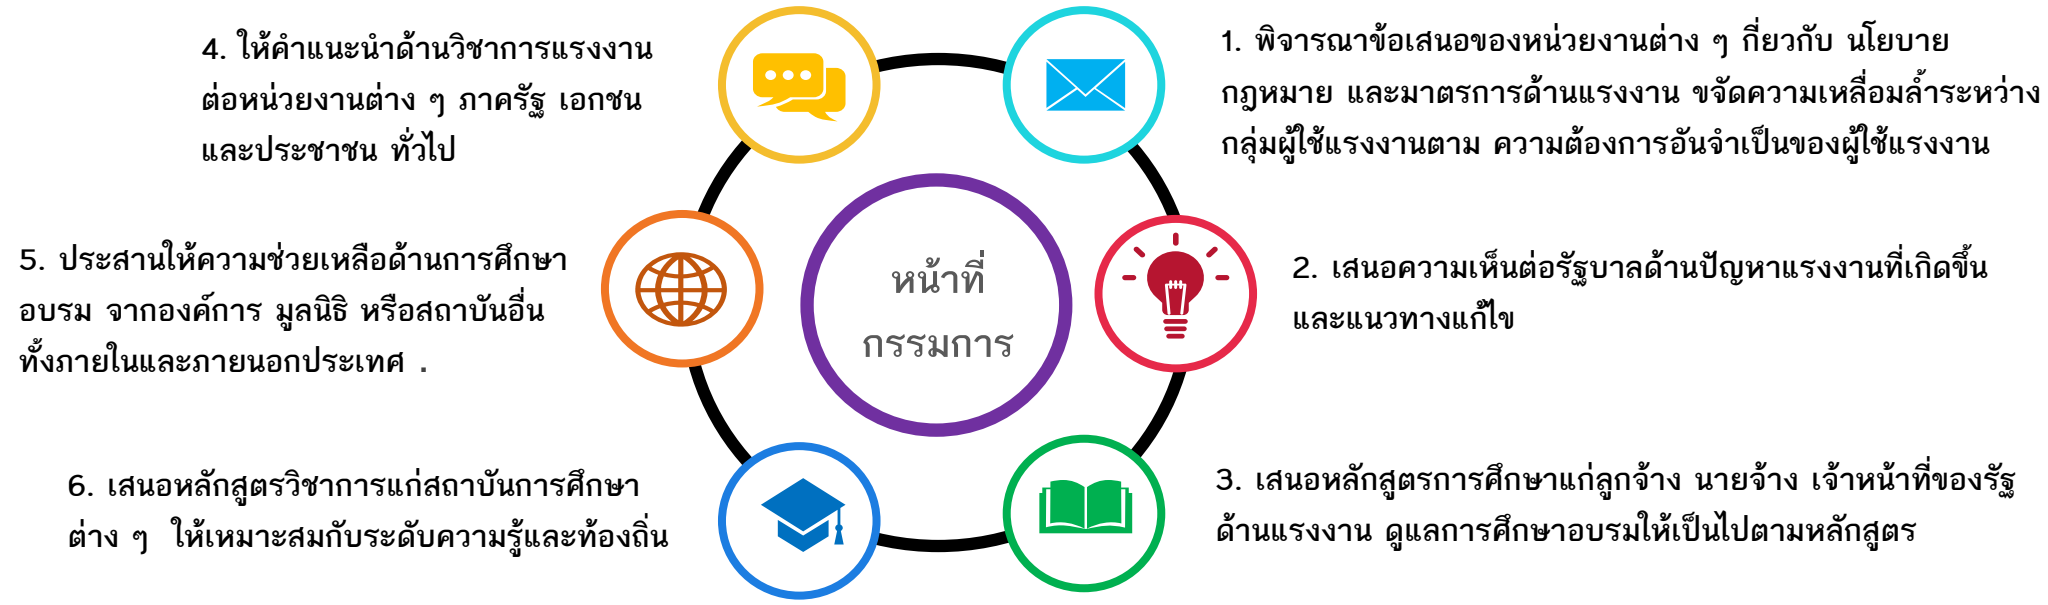 หน้าที่
กรรมการ
1. พิจารณาข้อเสนอของหน่วยงานต่าง ๆ กี่ยวกับ นโยบาย
กฎหมาย และมาตรการด้านแรงงาน ขจัดความเหลื่อมล้ำระหว่าง
กลุ่มผู้ใช้แรงงานตาม ความต้องการอันจำเป็นของผู้ใช้แรงงาน
2. เสนอความเห็นต่อรัฐบาลด้านปัญหาแรงงานที่เกิดขึ้น
และแนวทางแก้ไข
3. เสนอหลักสูตรการศึกษาแก่ลูกจ้าง นายจ้าง เจ้าหน้าที่ของรัฐ
ด้านแรงงาน ดูแลการศึกษาอบรมให้เป็นไปตามหลักสูตร
4. ให้คำแนะนำด้านวิชาการแรงงาน
ต่อหน่วยงานต่าง ๆ ภาครัฐ เอกชน
และประชาชน ทั่วไป
5. ประสานให้ความช่วยเหลือด้านการศึกษา
อบรม จากองค์การ มูลนิธิ หรือสถาบันอื่น
ทั้งภายในและภายนอกประเทศ .
6. เสนอหลักสูตรวิชาการแก่สถาบันการศึกษา
ต่าง ๆ ให้เหมาะสมกับระดับความรู้และท้องถิ่น